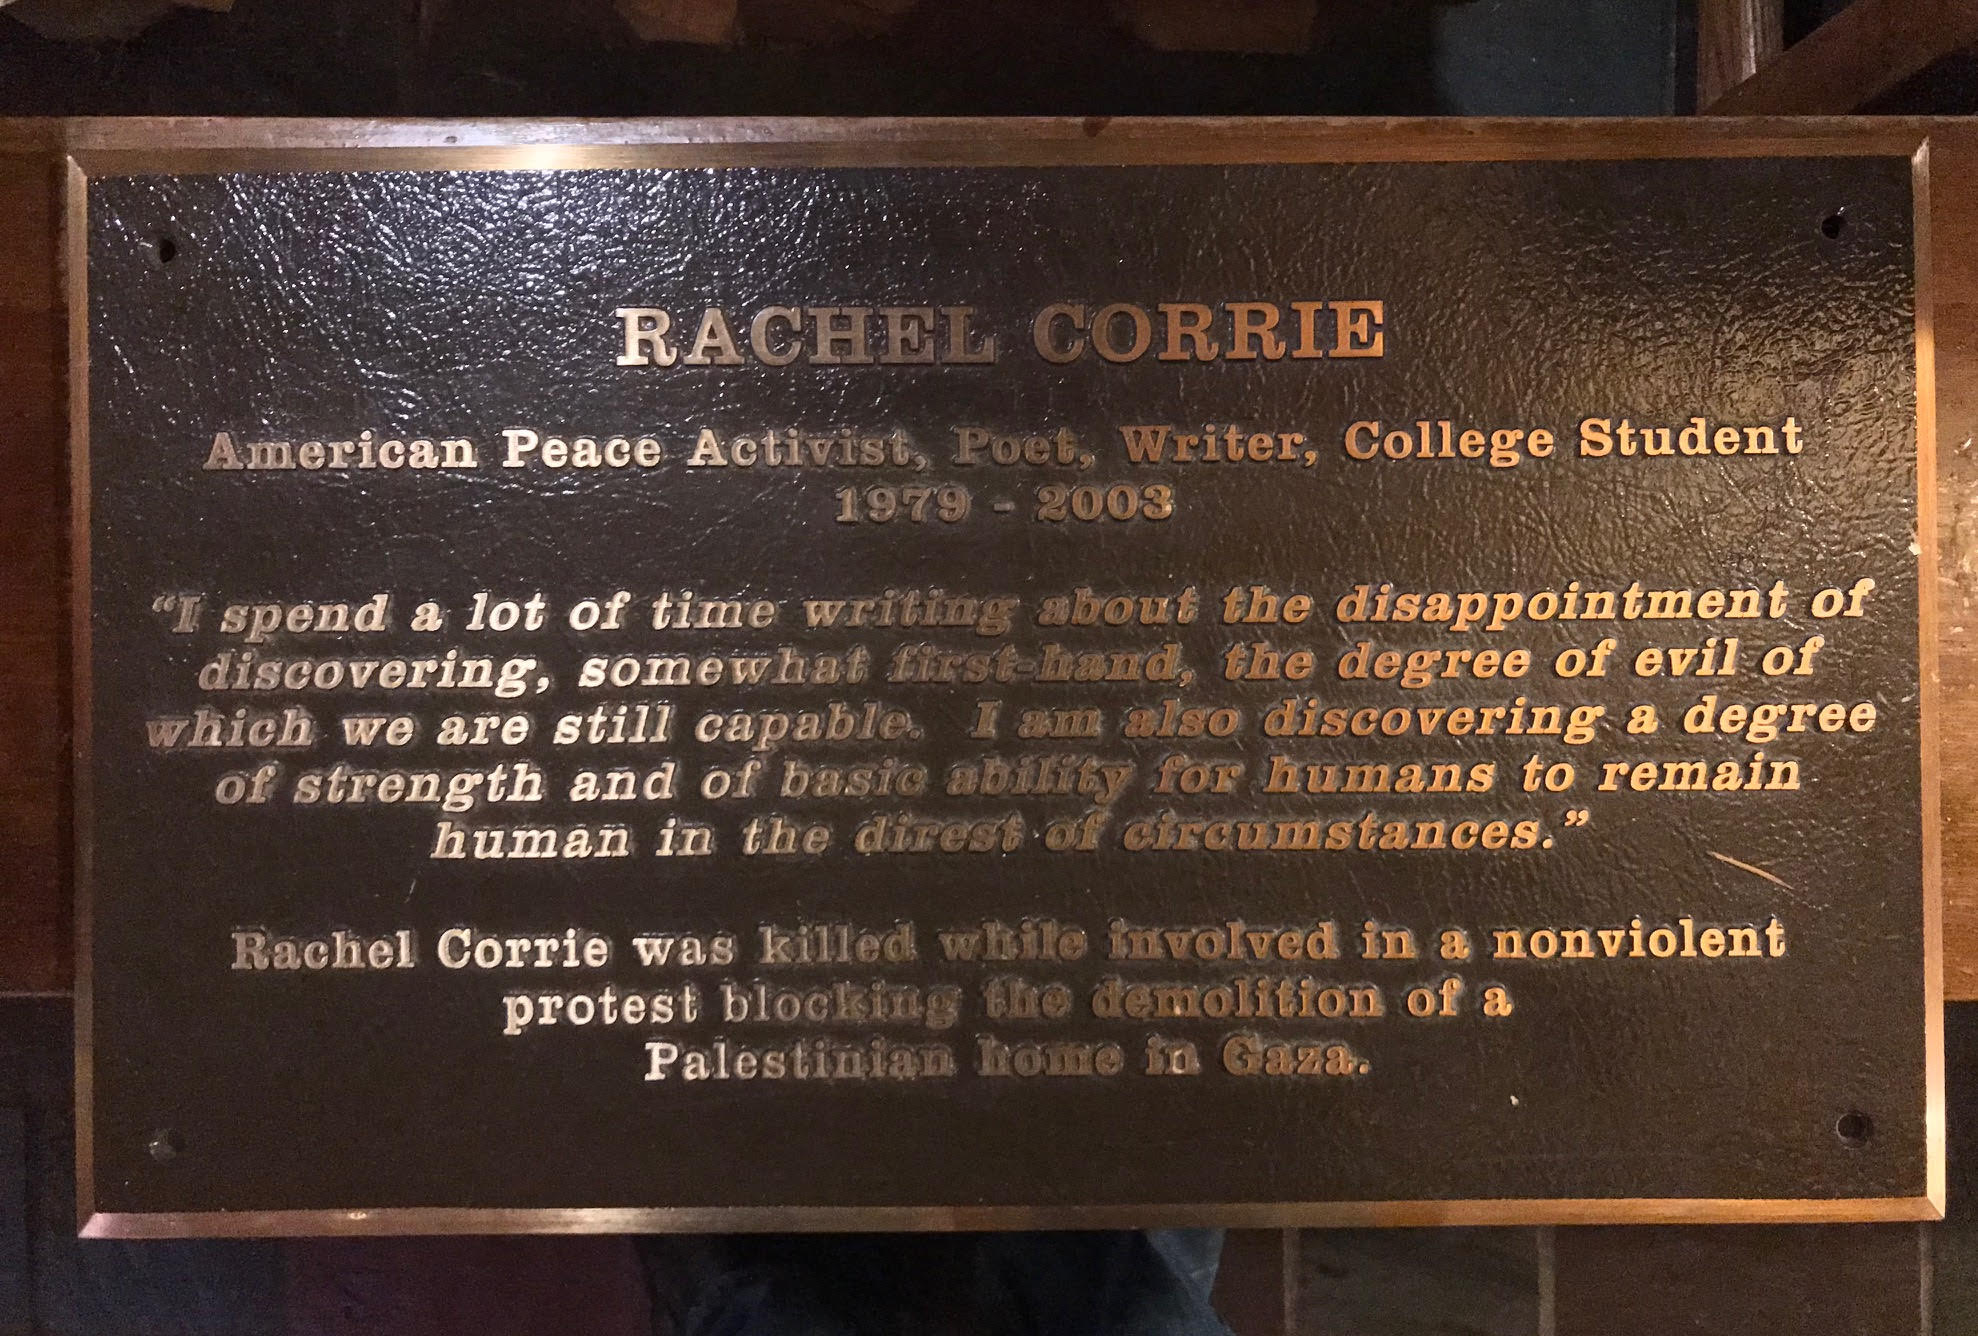 RACHEL CORRIE
American Peace Activist, Poet, Writer, College Student
1979 - 2003
“I spend a lot of time writing about the disappointment of
discovering, somewhat first-hand, the degree of evil of
which we are still capable. I am also discovering a degree
of strength and of basic ability for humans to remain
human in the direst of circumstances.”
Rachel Corrie was killed while involved in a nonviolent
protest blocking the demolition of a
Palestinian home in Gaza.